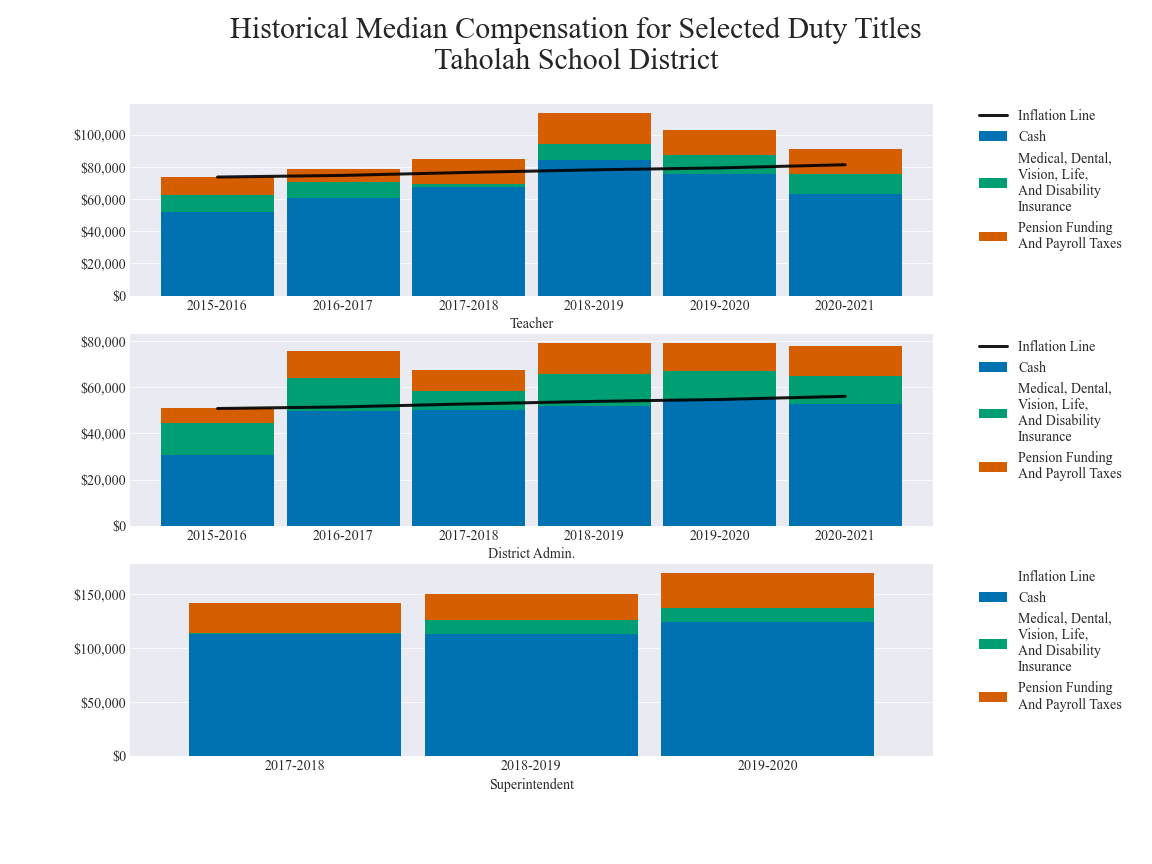 Historical Median Compensation for Selected Duty Titles
Taholah School District
$100,000
$80,000
$60,000
$40,000
$20,000
$0
2015-2016 2016-2017 2017-2018 2018-2019 2019-2020 2020-2021
Teacher
Inflation Line
Cash
Medical, Dental,
Vision, Life,
And Disability
Insurance
Pension Funding
And Payroll Taxes
$80,000
$60,000
$40,000
$20,000
$0
2015-2016 2016-2017 2017-2018 2018-2019 2019-2020 2020-2021
District Admin.
Inflation Line
Cash
Medical, Dental,
Vision, Life,
And Disability
Insurance
Pension Funding
And Payroll Taxes
$150,000
$100,000
$50,000
$0
2017-2018 2018-2019 2019-2020
Superintendent
Inflation Line
Cash
Medical, Dental,
Vision, Life,
And Disability
Insurance
Pension Funding
And Payroll Taxes